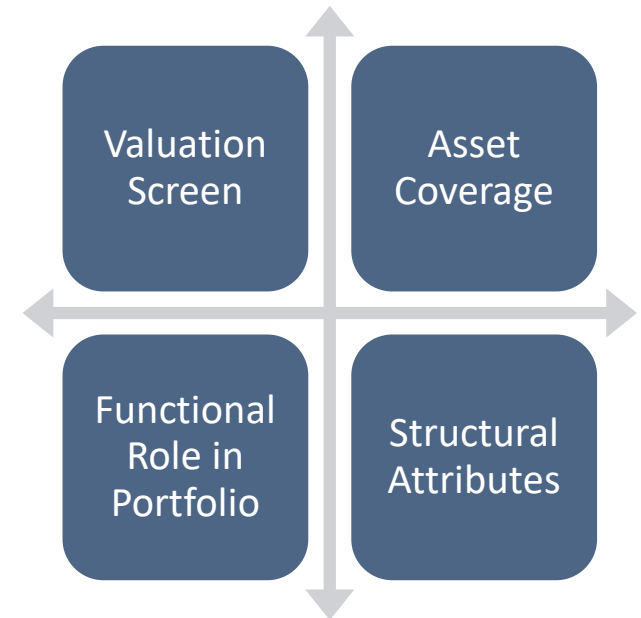 Valuation
Screen
Asset
Coverage
Functional
Role in
Portfolio
Structural
Attributes